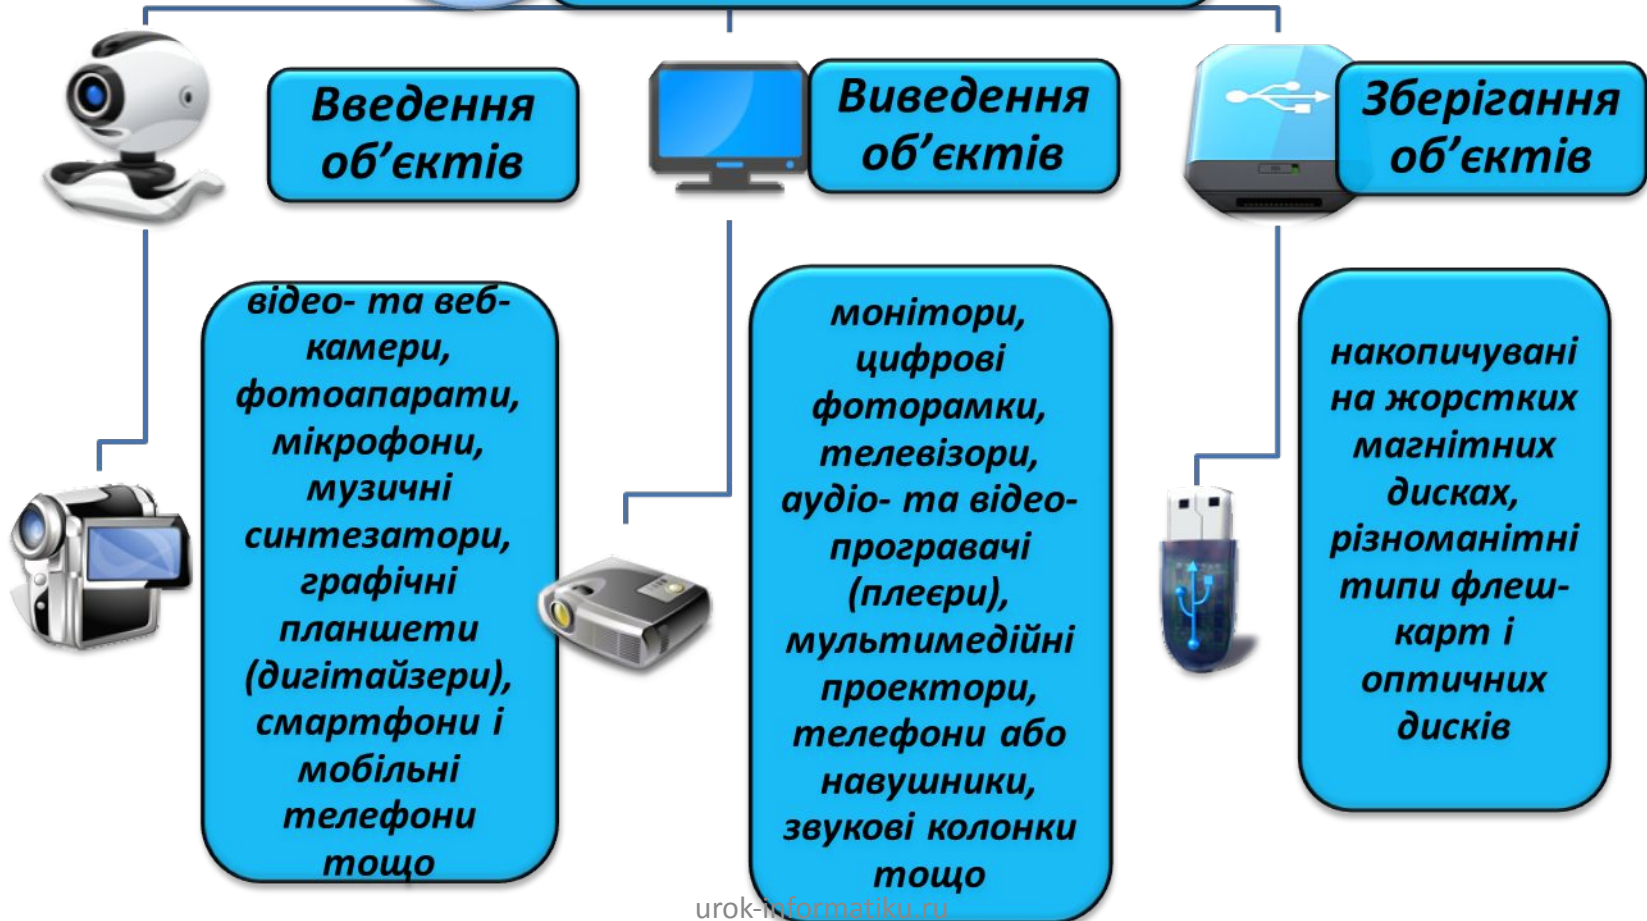 Введення
об’єктів
Виведення
об’єктів
Зберігання
об’єктів
відео- та веб-
камери,
фотоапарати,
мікрофони,
музичні
синтезатори,
графічні
планшети
(дигітайзери),
смартфони і
мобільні
телефони
тощо
монітори,
цифрові
фоторамки,
телевізори,
аудіо- та відео-
програвачі
(плеєри),
мультимедійні
проектори,
телефони або
навушники,
звукові колонки
тощо
накопичувані
на жорстких
магнітних
дисках,
різноманітні
типи флеш-
карт і
оптичних
дисків
urok-informatiku.ru